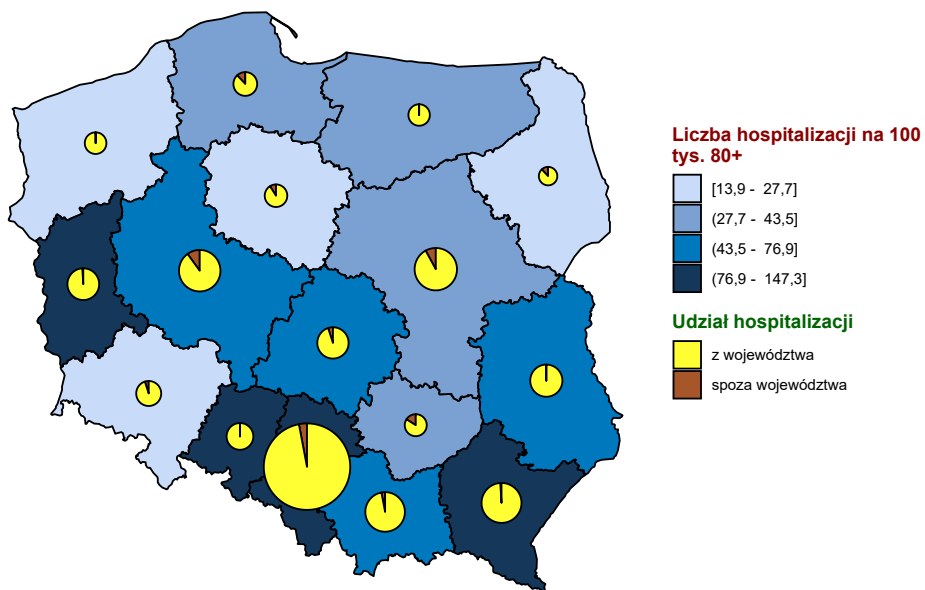 Liczba hospitalizacji na 100
tys. 80+
[13,9 - 27,7]
(27,7 - 43,5]
(43,5 - 76,9]
(76,9 - 147,3]
Udział hospitalizacji
z województwa
spoza województwa